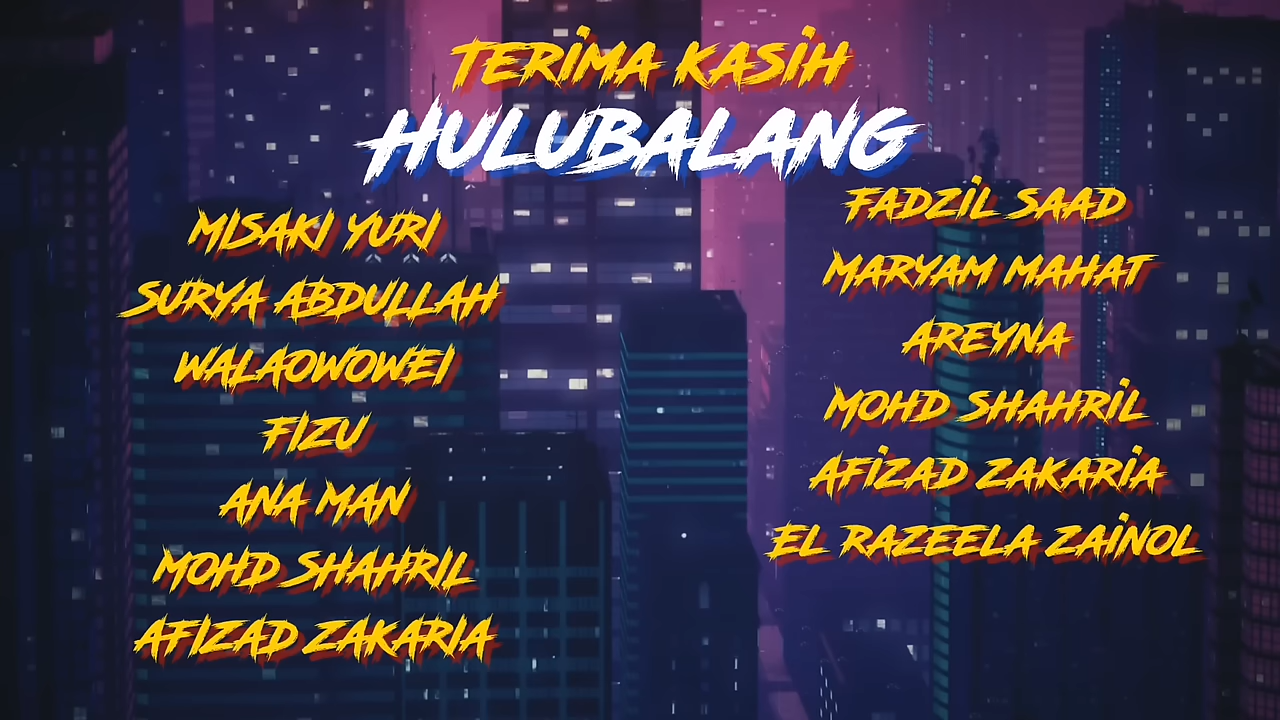 TERIMA KASIH
HULUBALANG
MISAKI YURI
SURYA ABDULLAH
WALAOWOWEI
FIZU
ANA MAN
MOHD SHAHRIL
AFIZAD ZAKARIA
FADZIL SAAD
MARYAM MAHAT
AREYNA
MOHD SHAHRIL
AFIZAD ZAKARIA
EL RAZEELA ZAINOL